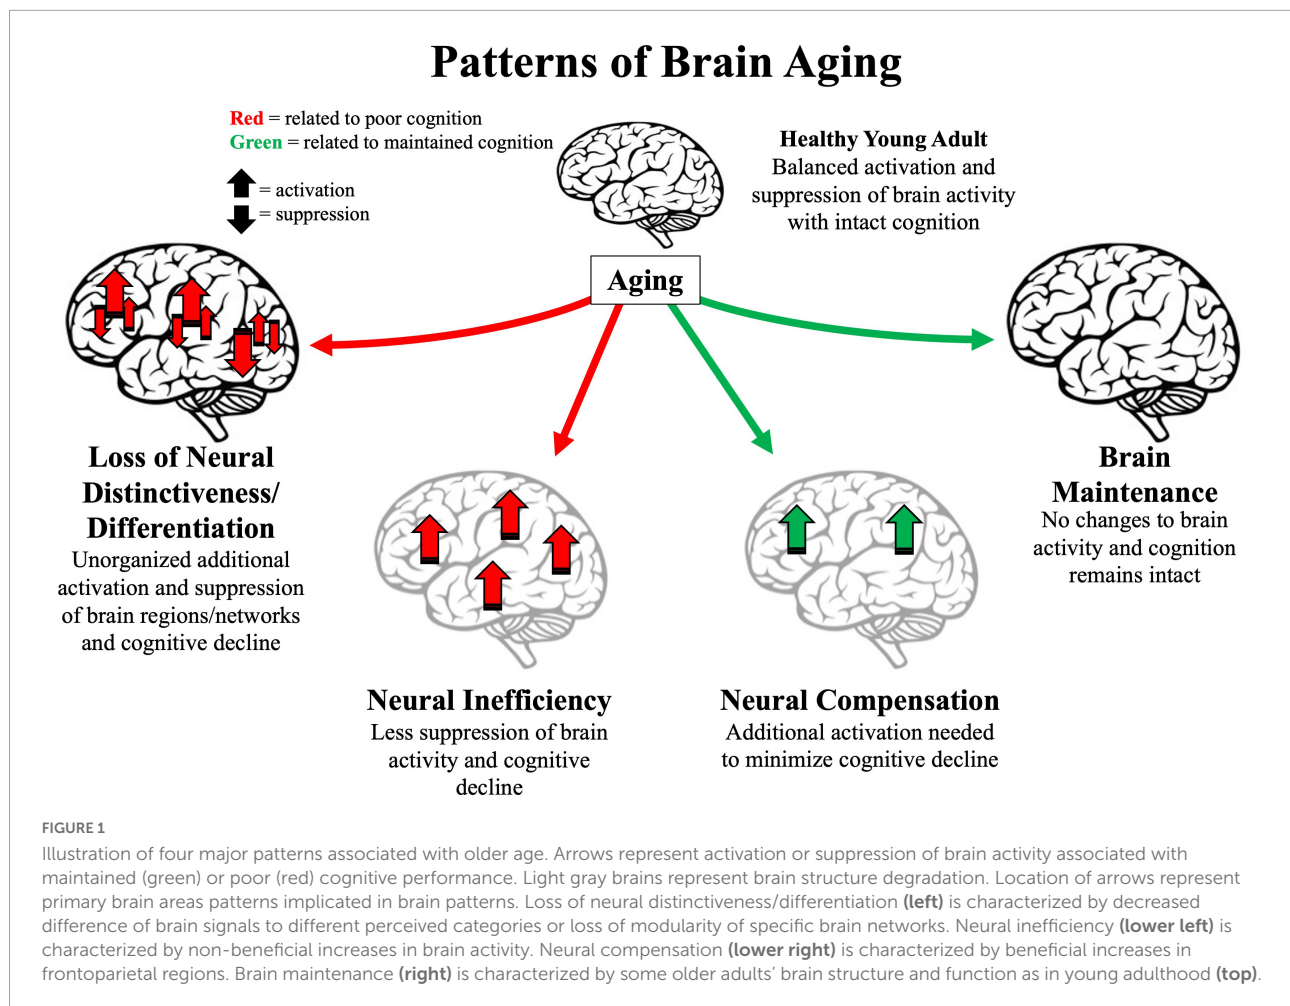 Patterns of Brain Aging
Red = related to poor cognition
Green = related to maintained cognition
= activation
= suppression
Healthy Young Adult
Balanced activation and
suppression of brain activity
with intact cognition
Aging
Loss of Neural
Distinctiveness/
Differentiation
Unorganized additional
activation and suppression
of brain regions/networks
and cognitive decline
Neural Inefficiency
Less suppression of brain
activity and cognitive
decline
Neural Compensation
Additional activation needed
to minimize cognitive decline
Brain
Maintenance
No changes to brain
activity and cognition
remains intact
FIGURE 1
Illustration of four major patterns associated with older age. Arrows represent activation or suppression of brain activity associated with
maintained (green) or poor (red) cognitive performance. Light gray brains represent brain structure degradation. Location of arrows represent
primary brain areas patterns implicated in brain patterns. Loss of neural distinctiveness/differentiation (left) is characterized by decreased
difference of brain signals to different perceived categories or loss of modularity of specific brain networks. Neural inefficiency (lower left) is
characterized by non-beneficial increases in brain activity. Neural compensation (lower right) is characterized by beneficial increases in
frontoparietal regions. Brain maintenance (right) is characterized by some older adults' brain structure and function as in young adulthood (top).